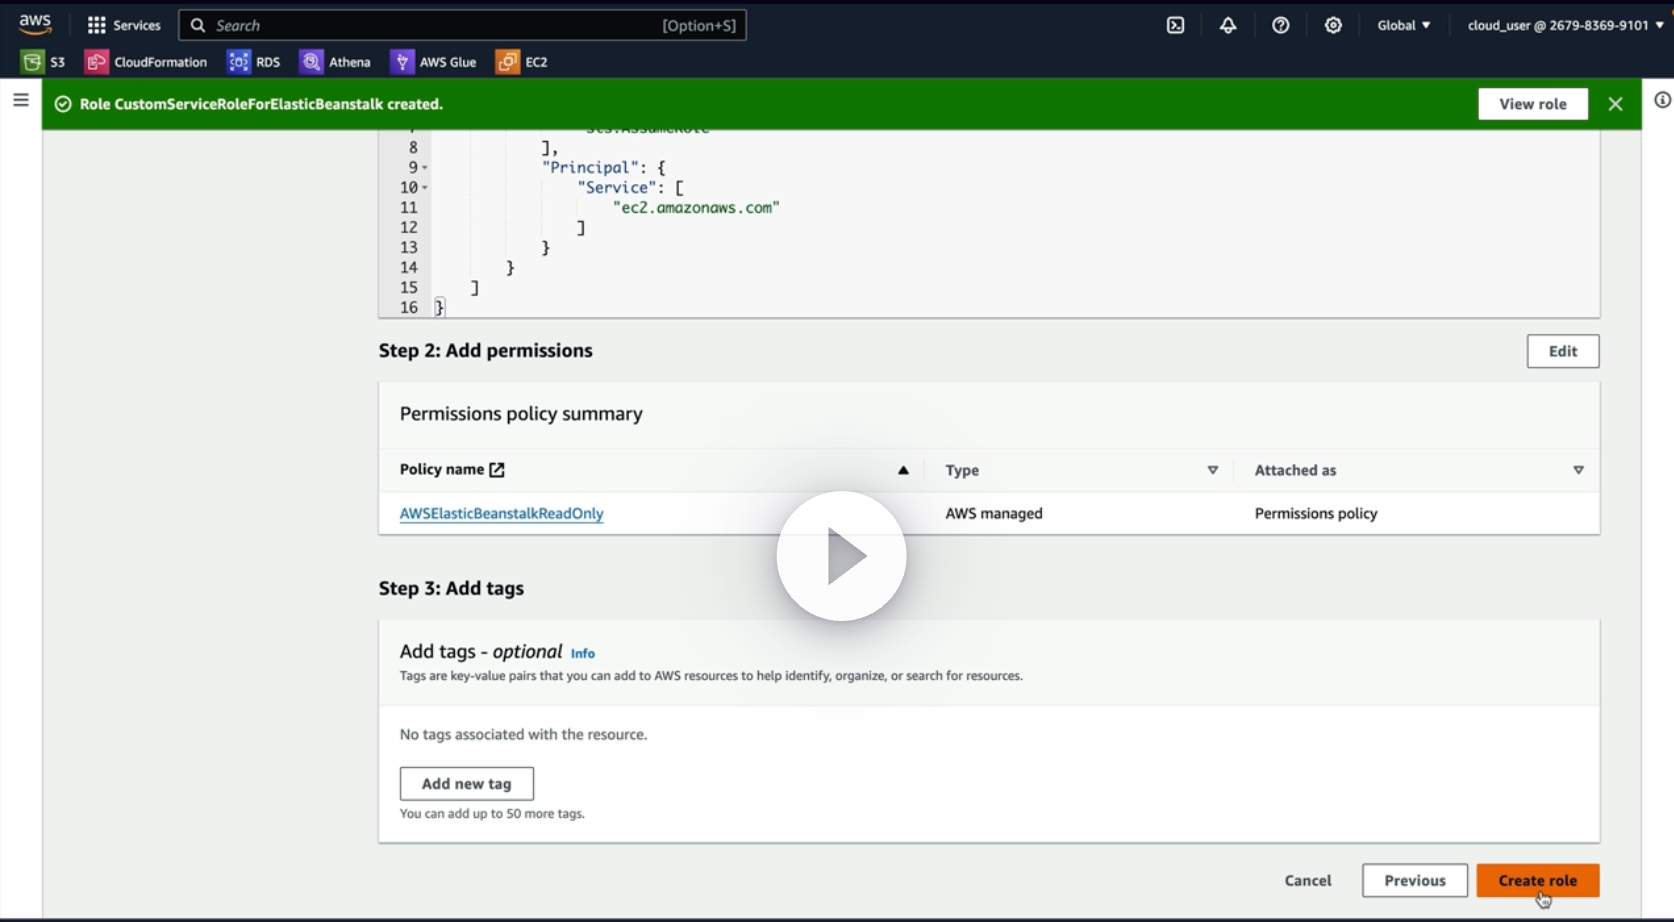 aws
Services
Search
[Option+S]
Global
cloud_user @ 2679-8369-9101
S3
CloudFormation
RDS
Athena
AWS Glue
EC2
Role CustomServiceRoleForElasticBeanstalk created.
View role
8 ],
9 "Principal": {
10 "Service": [
11 "ec2.amazonaws.com"
12 ]
13 }
14 }
15 ]
16 }
Step 2: Add permissions
Edit
Permissions policy summary
Policy name
Type
Attached as
AWSElasticBeanstalkReadOnly
AWS managed
Permissions policy
Step 3: Add tags
Add tags - optional Info
Tags are key-value pairs that you can add to AWS resources to help identify, organize, or search for resources.
No tags associated with the resource.
Add new tag
You can add up to 50 more tags.
Cancel
Previous
Create role